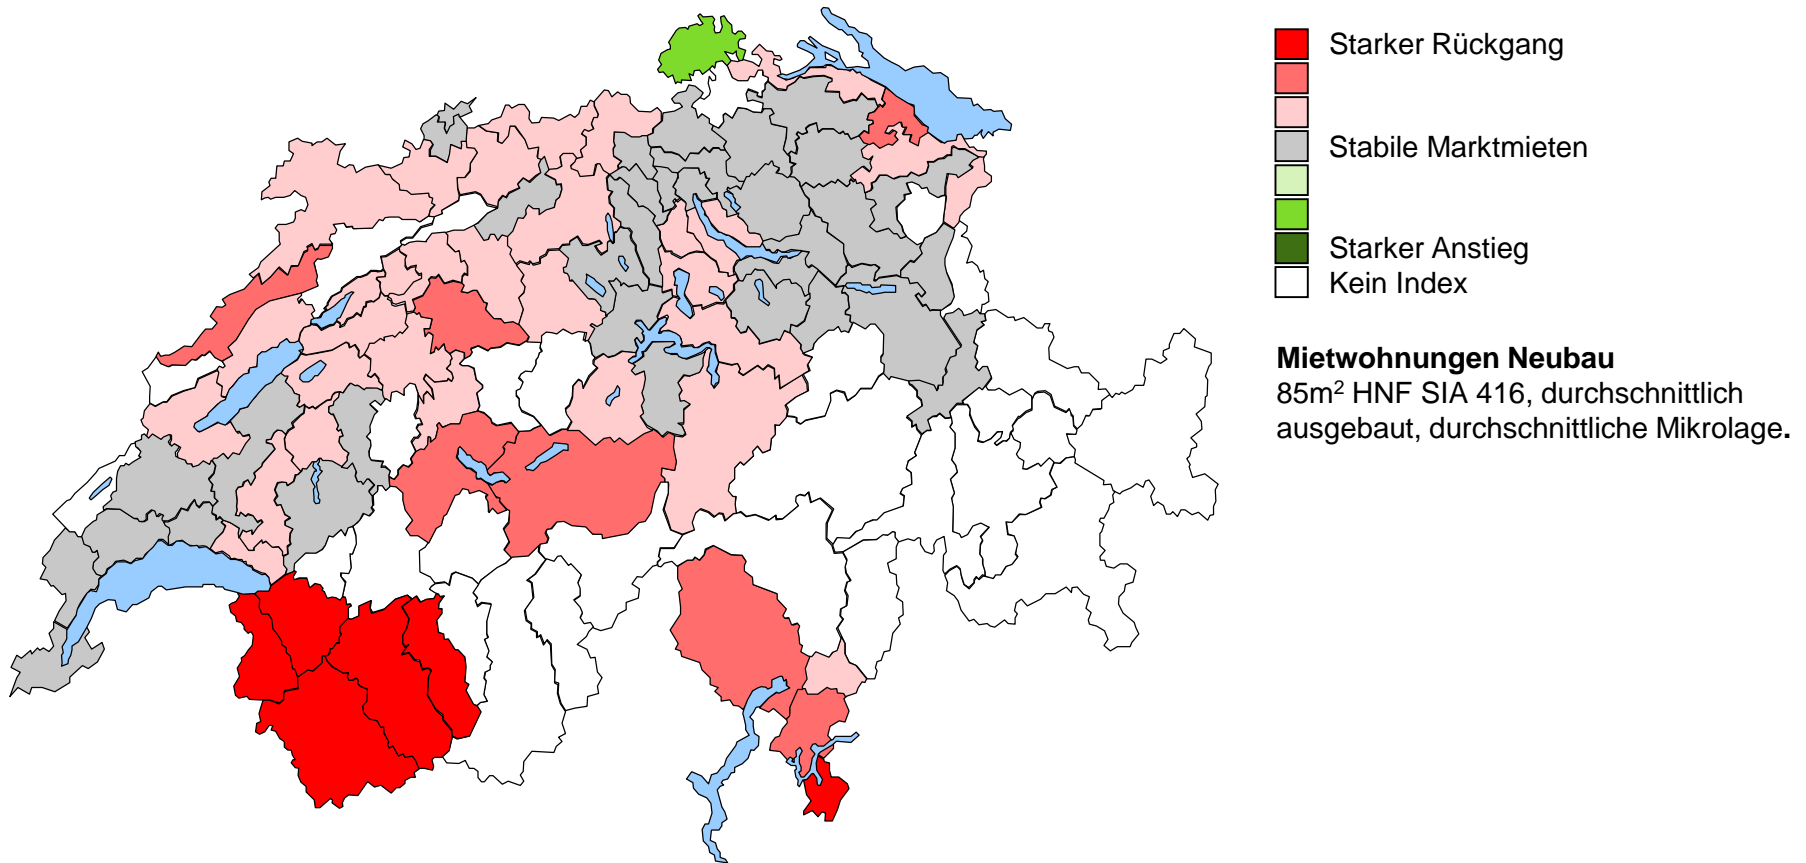 Starker Rückgang
Stabile Marktmieten
Starker Anstieg
Kein Index
Mietwohnungen Neubau
85m² HNF SIA 416, durchschnittlich
ausgebaut, durchschnittliche Mikrolage.